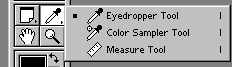 Eyedropper Tool I
Color Sampler Tool I
Measure Tool I